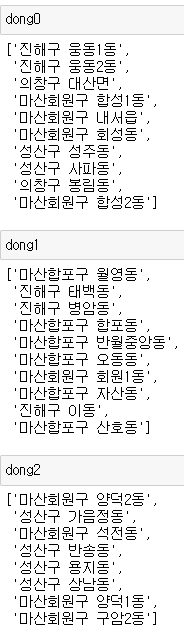 dong0
['진해구 웅동1동',
'진해구 웅동2동',
'의창구 대산면',
'마산회원구 합성1동',
'마산회원구 내서읍',
'마산회원구 회성동',
'성산구 성주동',
'성산구 사파동',
'의창구 봉림동',
'마산회원구 합성2동']
dong1
['마산합포구 월영동',
'진해구 태백동',
'진해구 병암동',
'마산합포구 합포동',
'마산합포구 반월중앙동',
'마산합포구 오동동',
'마산회원구 회원1동',
'마산합포구 자산동',
'진해구 이동',
'마산합포구 산호동']
dong2
['마산회원구 양덕2동',
'성산구 가음정동',
'마산회원구 석전동',
'성산구 반송동',
'성산구 용지동',
'성산구 상남동',
'마산회원구 양덕1동',
'마산회원구 구암2동']